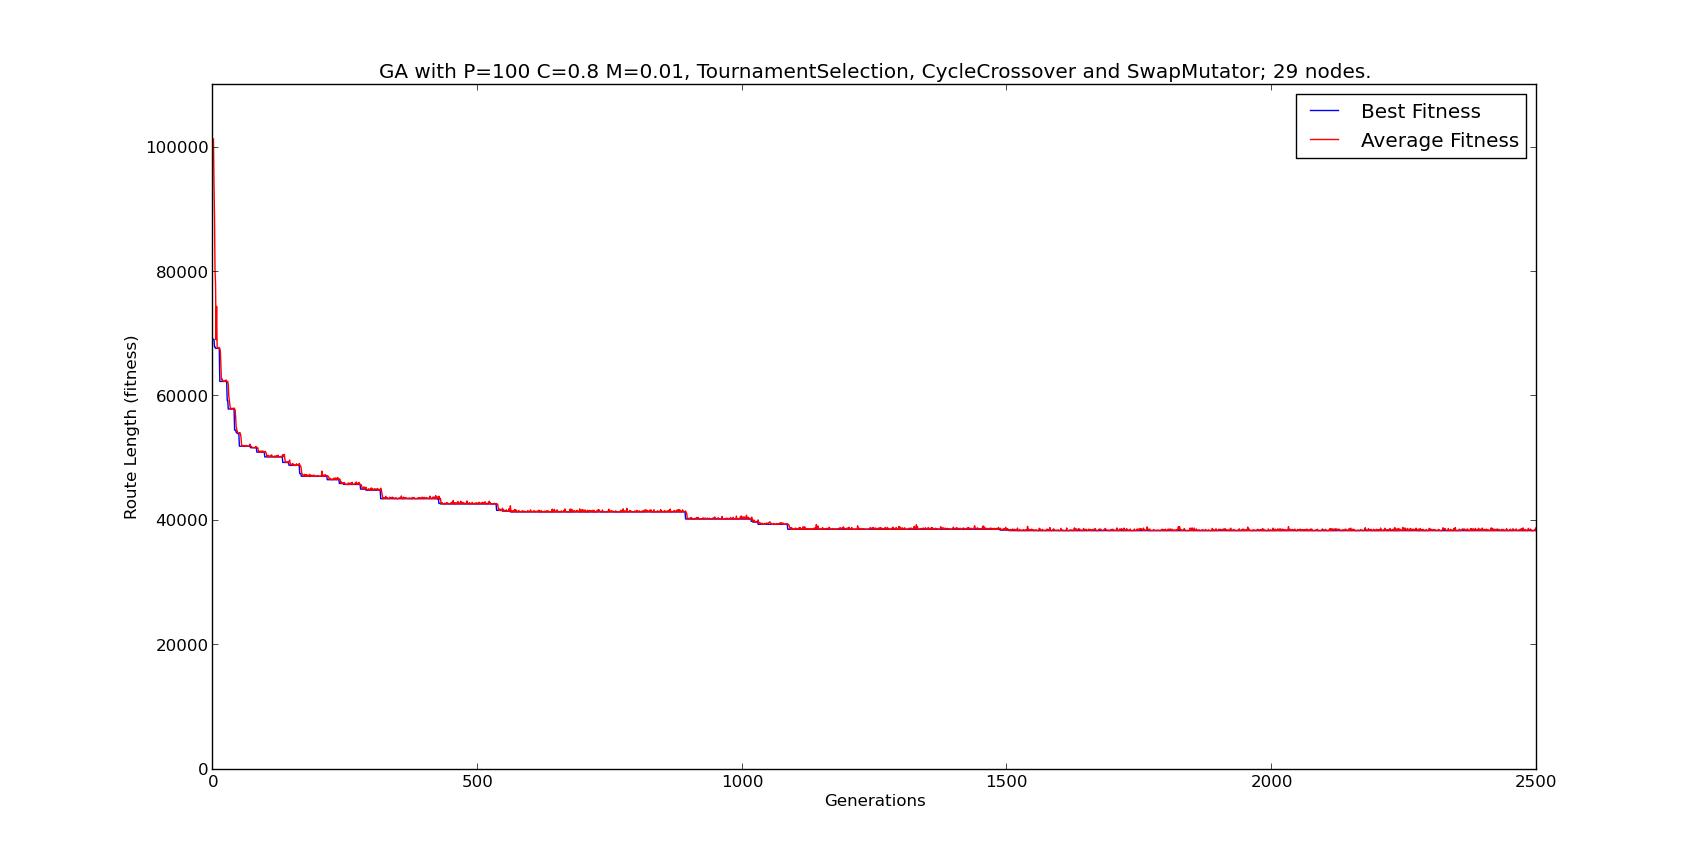 GA with P=100 C=0.8 M=0.01, TournamentSelection, CycleCrossover and SwapMutator; 29 nodes.
Best Fitness
Average Fitness
100000
80000
60000
40000
20000
0
Route Length (fitness)
0 500 1000 1500 2000 2500
Generations